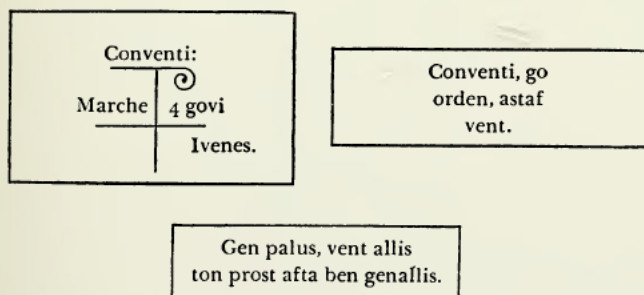 Conventi:
Marche 4 govi
Ivenes.
Conventi, go
orden, astaf
vent.
Gen palus, vent allis
ton prost afta ben genallis.